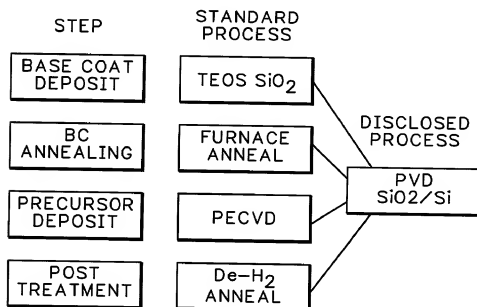 STEP
STANDARD
PROCESS
BASE COAT
DEPOSIT
TEOS SiO₂
DISCLOSED
PROCESS
BC
ANNEALING
FURNACE
ANNEAL
PVD
SiO2/Si
PRECURSOR
DEPOSIT
PECVD
POST
TREATMENT
De-H₂
ANNEAL